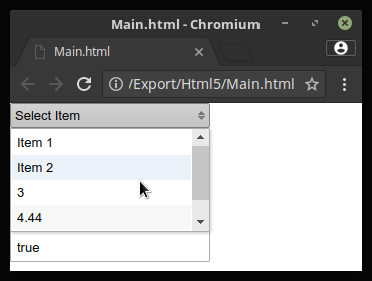 Main.html - Chromium
Main.html
/Export/Html5/Main.html
Select Item
Item 1
Item 2
3
4.44
true